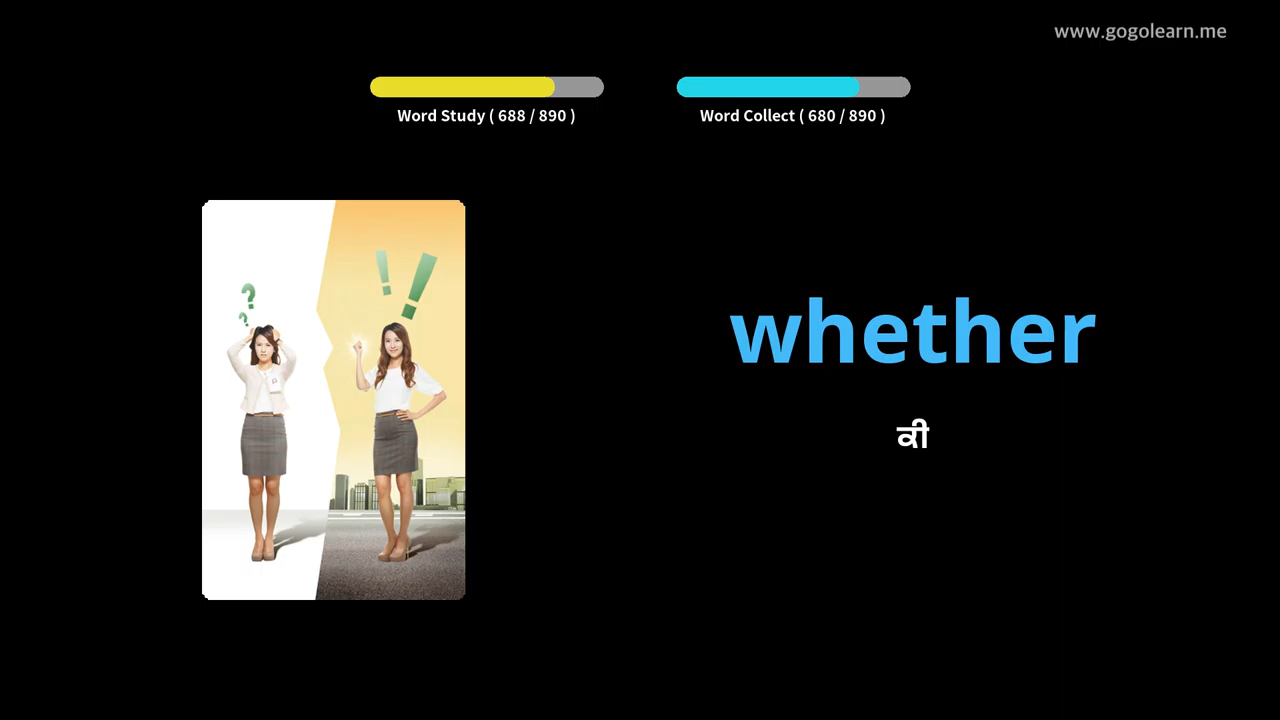 www.gogolearn.me
Word Study ( 688 / 890 )
Word Collect ( 680 / 890 )
? ?
! !
whether
ਕੀ